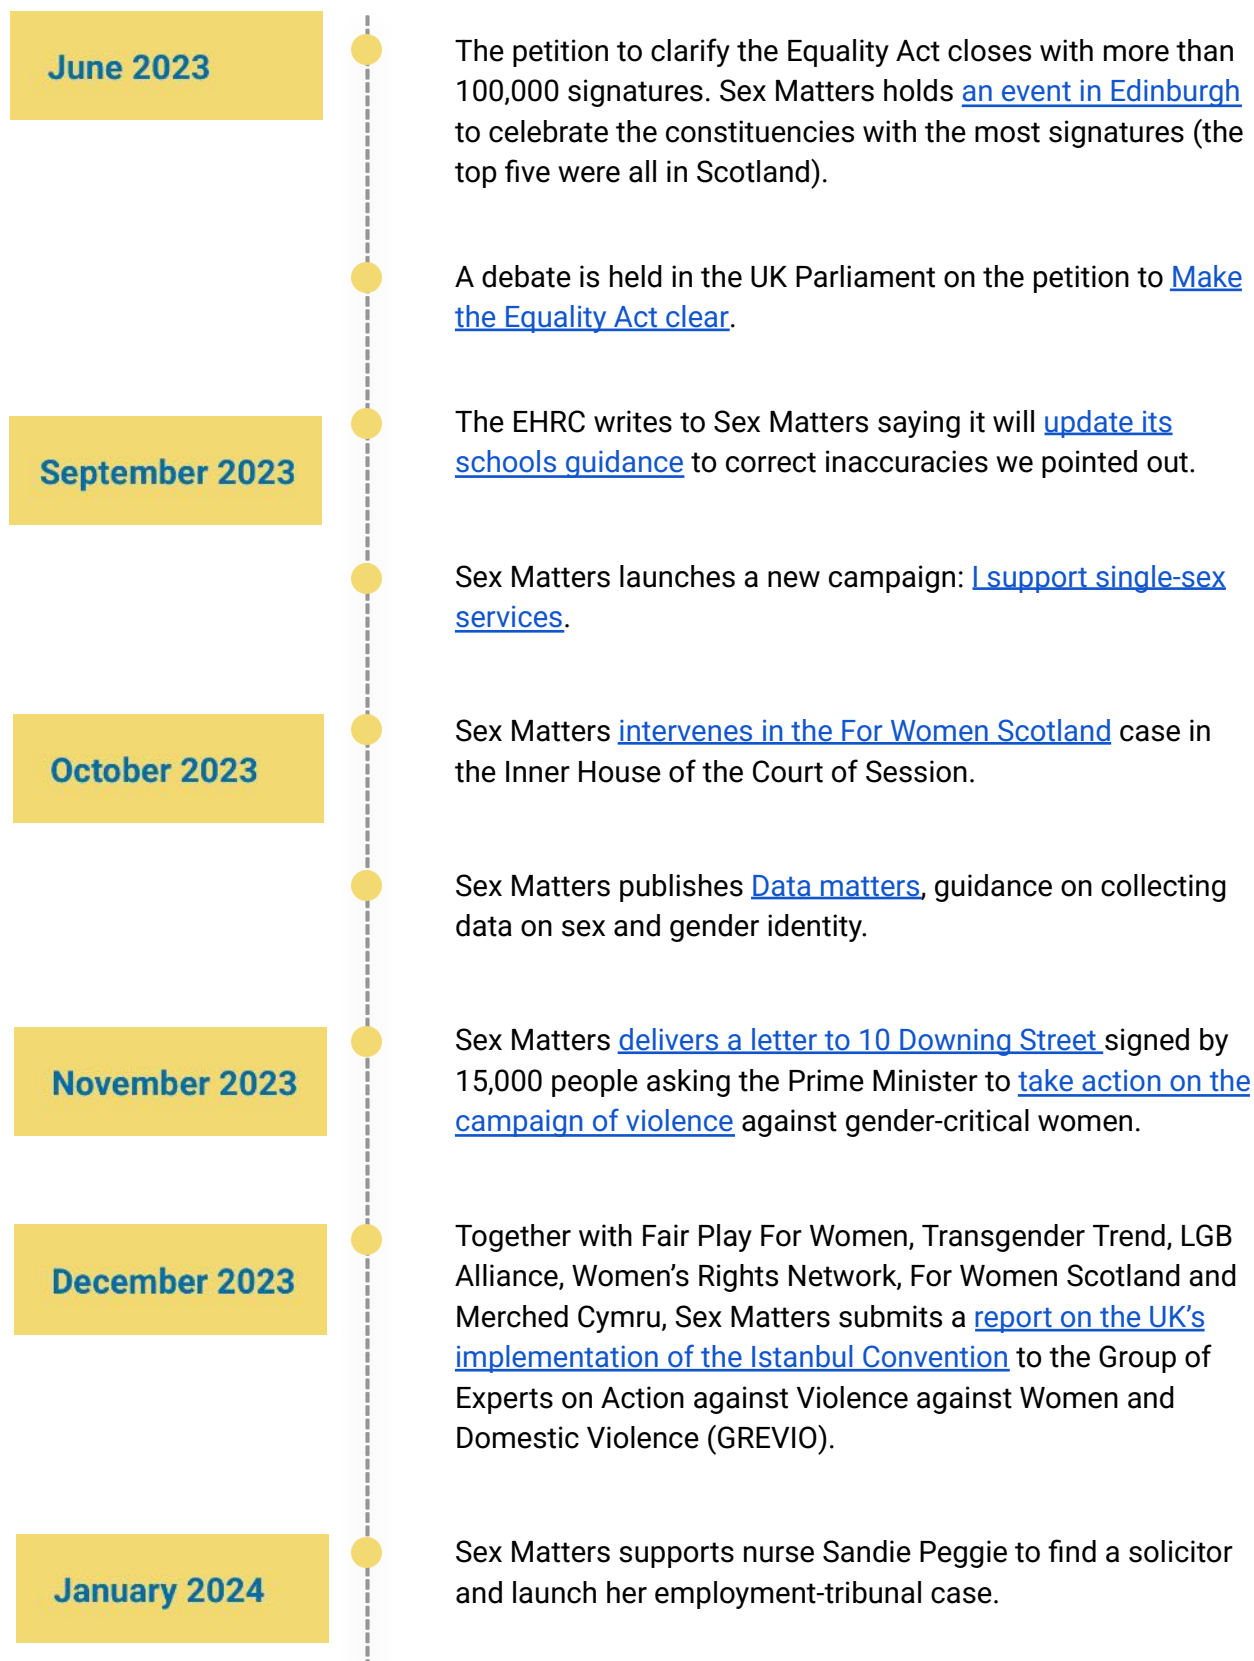 June 2023
The petition to clarify the Equality Act closes with more than
100,000 signatures. Sex Matters holds an event in Edinburgh
to celebrate the constituencies with the most signatures (the
top five were all in Scotland).
A debate is held in the UK Parliament on the petition to Make
the Equality Act clear.
September 2023
The EHRC writes to Sex Matters saying it will update its
schools guidance to correct inaccuracies we pointed out.
Sex Matters launches a new campaign: I support single-sex
services.
October 2023
Sex Matters intervenes in the For Women Scotland case in
the Inner House of the Court of Session.
Sex Matters publishes Data matters, guidance on collecting
data on sex and gender identity.
November 2023
Sex Matters delivers a letter to 10 Downing Street signed by
15,000 people asking the Prime Minister to take action on the
campaign of violence against gender-critical women.
December 2023
Together with Fair Play For Women, Transgender Trend, LGB
Alliance, Women’s Rights Network, For Women Scotland and
Merched Cymru, Sex Matters submits a report on the UK’s
implementation of the Istanbul Convention to the Group of
Experts on Action against Violence against Women and
Domestic Violence (GREVIO).
January 2024
Sex Matters supports nurse Sandie Peggie to find a solicitor
and launch her employment-tribunal case.